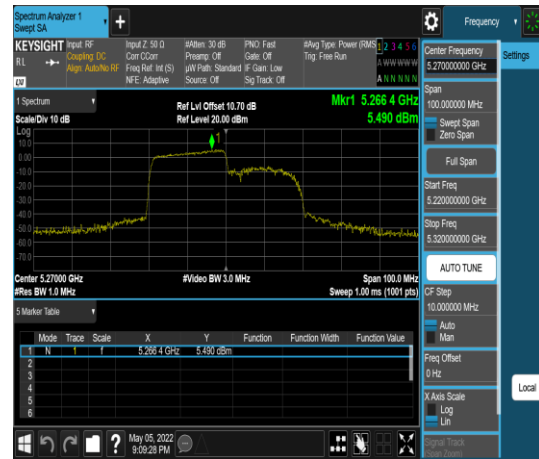 Spectrum Analyzer 1
Swept SA
+
Frequency
KEYSIGHT
Input: RF
Input Z: 50 Ω
#Atten: 30 dB
PNO: Fast
#Avg Type: Power (RMS
1 2 3 4 5 6
R L
Coupling: DC
Corr CCorr
Preamp: Off
Gate: Off
Trig: Free Run
Align: Auto/No RF
Freq Ref: Int (S)
µW Path: Standard
IF Gain: Low
A WWWWW
NFE: Adaptive
Source: Off
Sig Track: Off
A N N N N N
LXI
1 Spectrum
Ref Lvl Offset 10.70 dB
Mkr1 5.266 4 GHz
Scale/Div 10 dB
Ref Level 20.00 dBm
5.490 dBm
Log
10.0
0.00
-10.0
-20.0
-30.0
-40.0
-50.0
-60.0
-70.0
1
Center 5.27000 GHz
#Video BW 3.0 MHz
Span 100.0 MHz
#Res BW 1.0 MHz
Sweep 1.00 ms (1001 pts)
5 Marker Table
Mode Trace Scale X Y Function Function Width Function Value
1 N 1 f 5.266 4 GHz 5.490 dBm
2
3
4
5
6
?
May 05, 2022
9:09:28 PM
Center Frequency
5.270000000 GHz
Span
100.000000 MHz
Swept Span
Zero Span
Full Span
Start Freq
5.220000000 GHz
Stop Freq
5.320000000 GHz
AUTO TUNE
CF Step
10.000000 MHz
Auto
Man
Freq Offset
0 Hz
X Axis Scale
Log
Lin
Signal Track
(Span Zoom)
Settings
Local